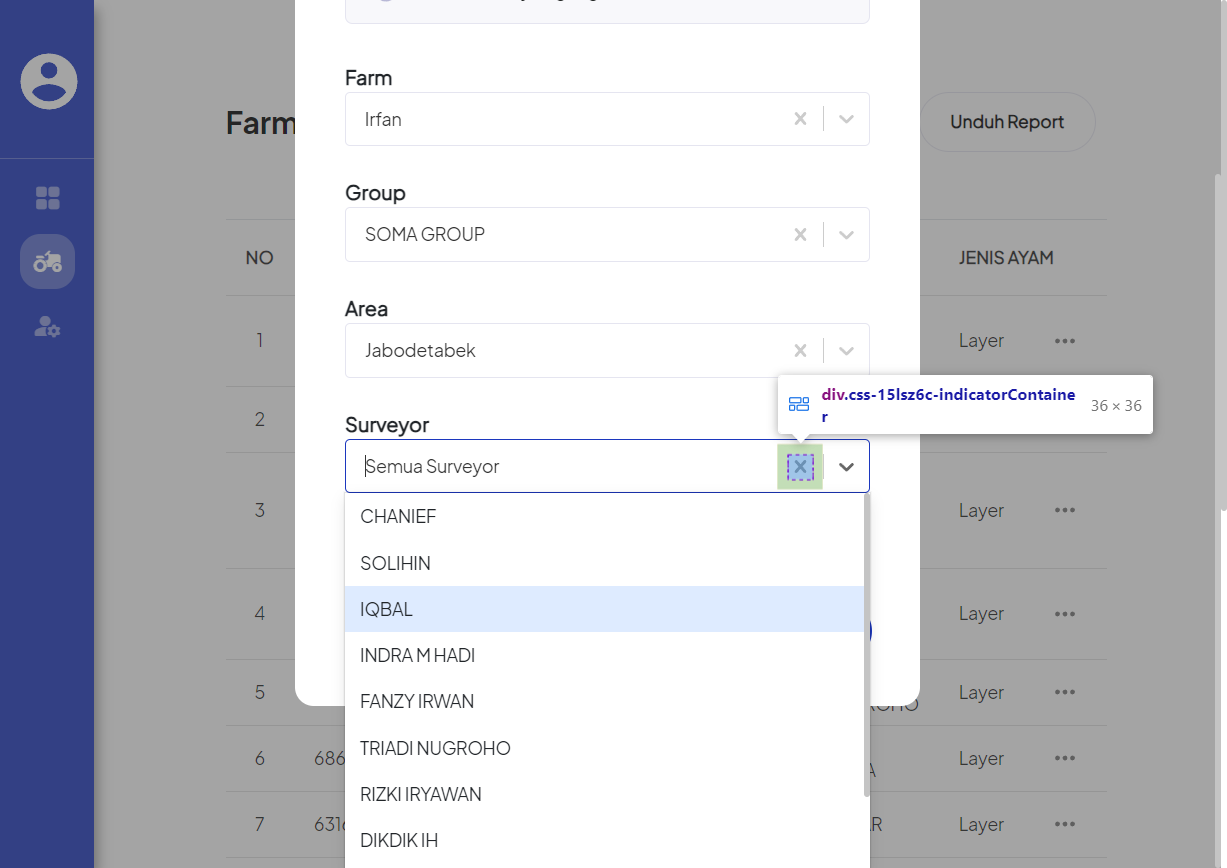 Farm
Irfan
Farm
Unduh Report
Group
SOMA GROUP
NO
JENIS AYAM
Area
1
Jabodetabek
Layer
div.css-15lsz6c-indicatorContaine
r
36 × 36
2
Surveyor
Semua Surveyor
3
CHANIEF
Layer
SOLIHIN
4
IQBAL
Layer
INDRA M HADI
5
FANZY IRWAN
Layer
6
686
TRIADI NUGROHO
A
Layer
RIZKI IRYAWAN
7
6316
R
Layer
DIKDIK IH